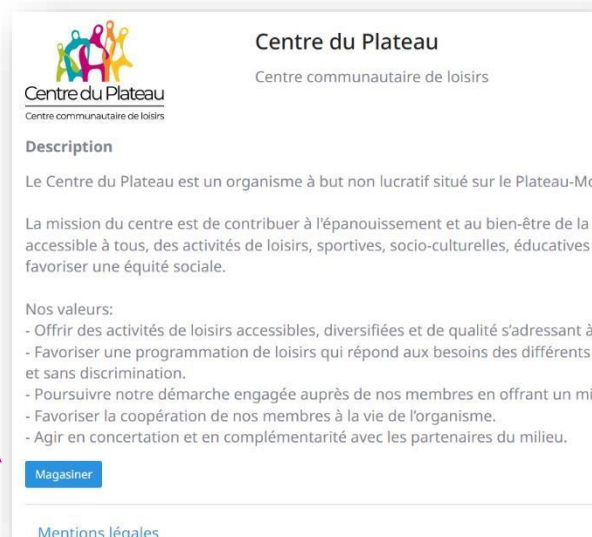 Centre du Plateau
Centre communautaire de loisirs
Centre du Plateau
Centre communautaire de loisirs
Description
Le Centre du Plateau est un organisme à but non lucratif situé sur le
La mission du centre est de contribuer à l'épanouissement et au bien-être de la
accessible à tous, des activités de loisirs, sportives, socio-culturelles, éducatives
favoriser une équité sociale.
Nos valeurs:
- Offrir des activités de loisirs accessibles, diversifiées et de qualité s’adressant à
- Favoriser une programmation de loisirs qui répond aux besoins des différents
et sans discrimination.
- Poursuivre notre démarche engagée auprès de nos membres en offrant un
- Favoriser la coopération de nos membres à la vie de l’organisme.
- Agir en concertation et en complémentarité avec les partenaires du milieu.
Magasiner
Mentions légales